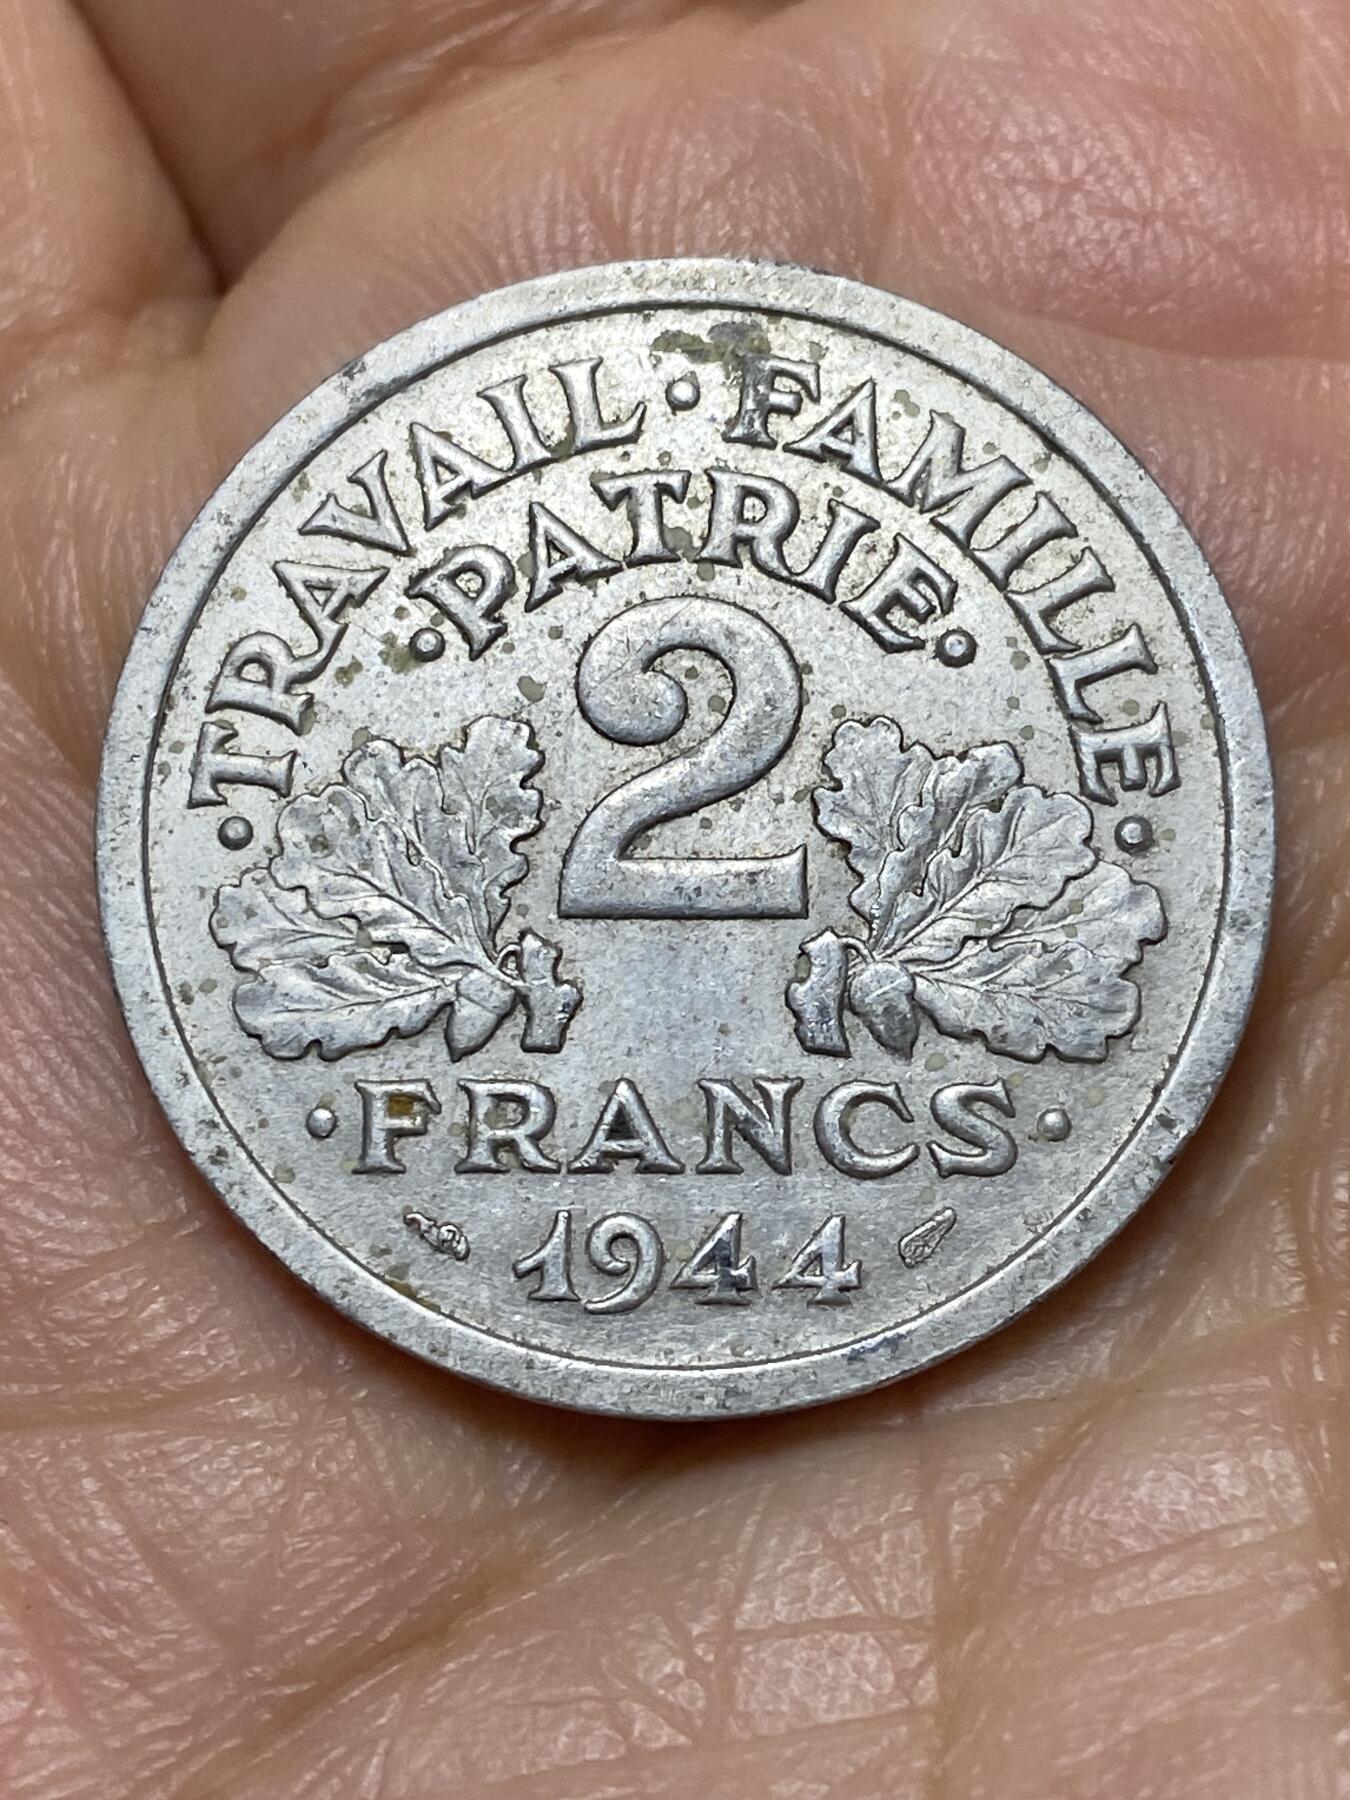 ·TRAVAIL·FAMILLE·
·PATRIE·
2
·FRANCS·
1944